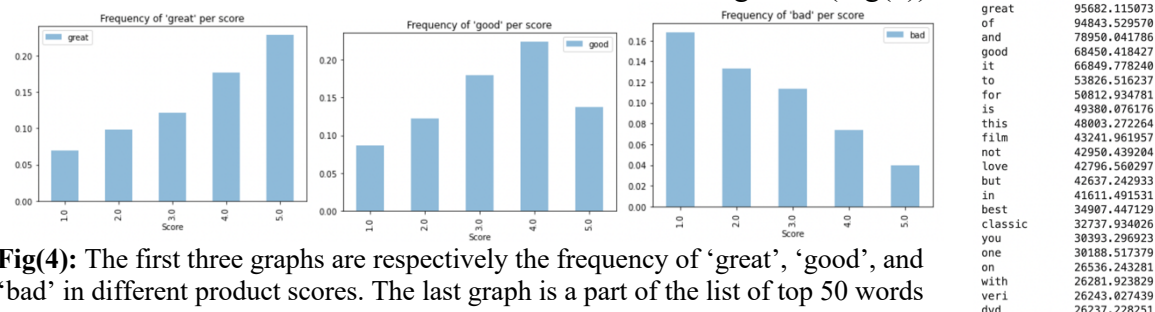 Frequency of 'great' per score
great
0.20
0.15
0.10
0.05
0.00
1.0
2.0
3.0
4.0
5.0
Score
Frequency of 'good' per score
good
0.20
0.15
0.10
0.05
0.00
1.0
2.0
3.0
4.0
5.0
Score
Frequency of 'bad' per score
bad
0.16
0.14
0.12
0.10
0.08
0.06
0.04
0.02
0.00
1.0
2.0
3.0
4.0
5.0
Score
Fig(4): The first three graphs are respectively the frequency of ‘great’, ‘good’, and
‘bad’ in different product scores. The last graph is a part of the list of top 50 words
great 95682.115073
of 94843.529570
and 78950.041786
good 68450.418427
it 66849.778240
to 53826.516237
for 50812.934781
is 49380.076176
this 48003.272264
film 43241.961957
not 42950.439204
love 42796.560297
but 42637.242933
in 41611.491531
best 34907.447129
classic 32737.934026
you 30393.296923
one 30188.517379
on 26536.243281
with 26281.923829
veri 26243.027439
dvd 26237.228251